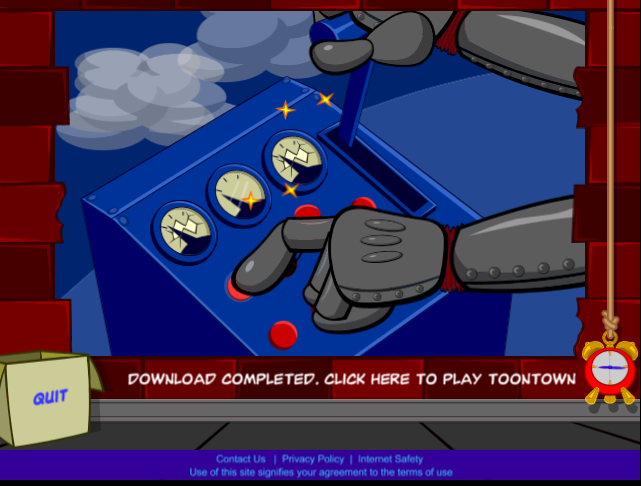 QUIT
DOWNLOAD COMPLETED. CLICK HERE TO PLAY TOONTOWN
Contact Us | Privacy Policy | Internet Safety
Use of this site signifies your agreement to the terms of use